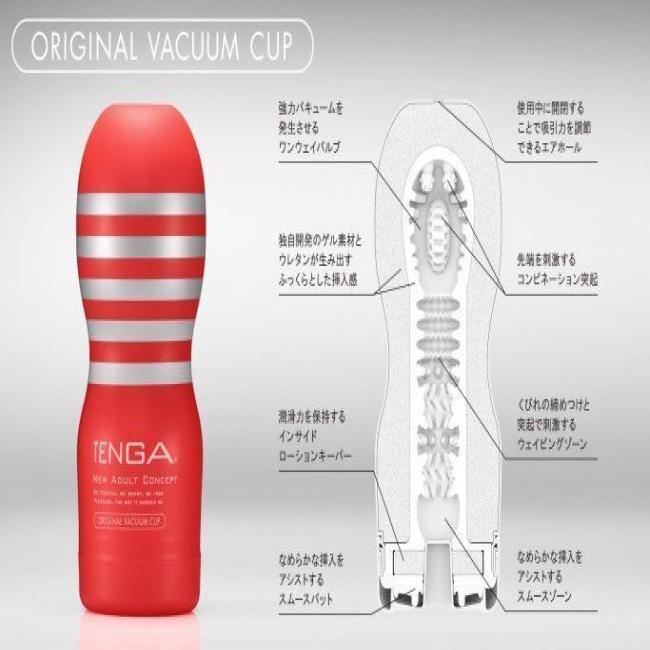 ORIGINAL VACUUM CUP
強力バキュームを
発生させる
ワンウェイバルブ
使用中に開閉する
ことで吸引力を調節
できるエアホール
独自開発のゲル素材と
ウレタンが生み出す
ふっくらとした挿入感
先端を刺激する
コンビネーション突起
潤滑力を保持する
インサイド
ローションキーパー
くびれの締めつけと
突起で刺激する
ウェイビングゾーン
なめらかな挿入を
アシストする
スムースパット
なめらかな挿入を
アシストする
スムースゾーン
TENGA
NEW ADULT CONCEPT
ORIGINAL VACUUM CUP